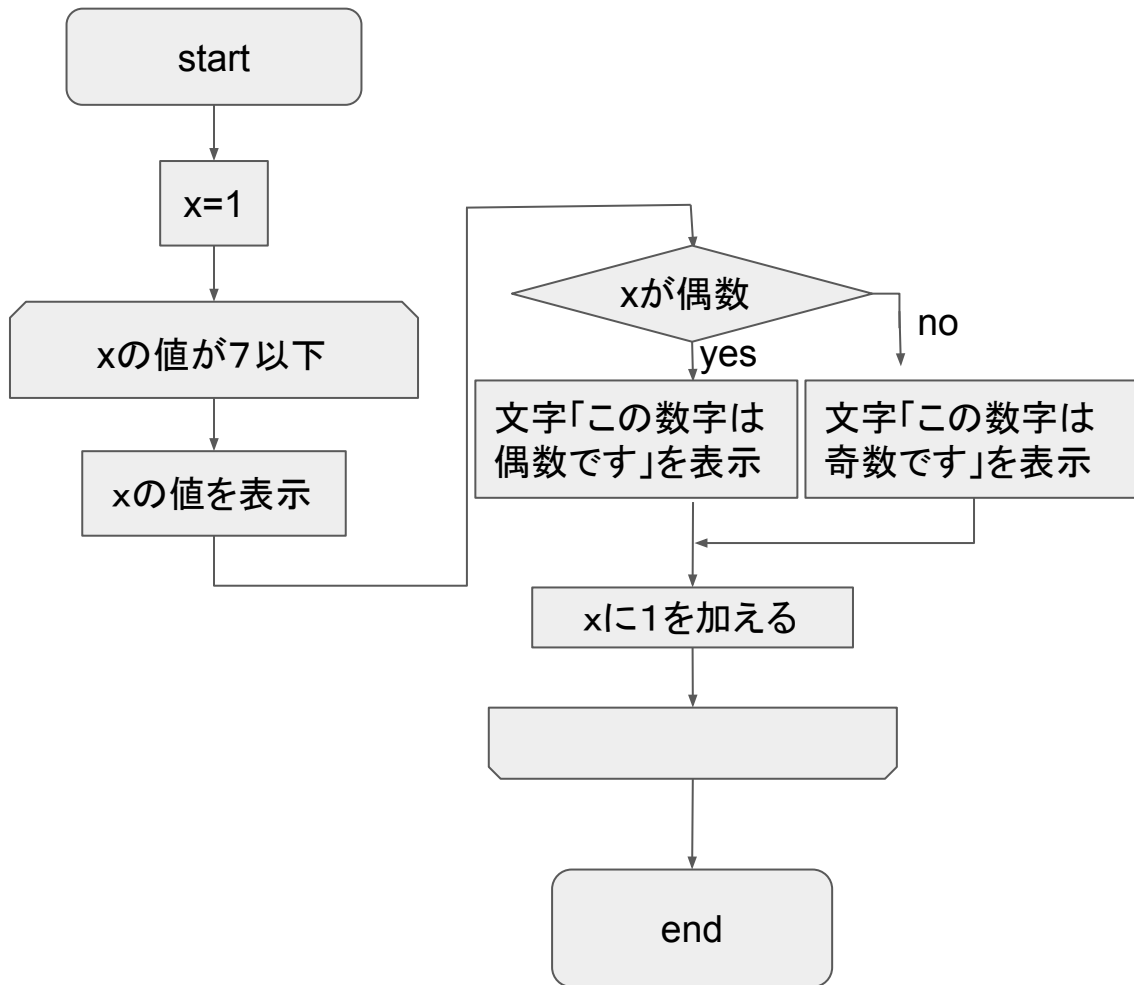 start
x=1
xの値が7以下
xの値を表示
xが偶数
yes
no
文字「この数字は
偶数です」を表示
文字「この数字は
奇数です」を表示
xに1を加える
end